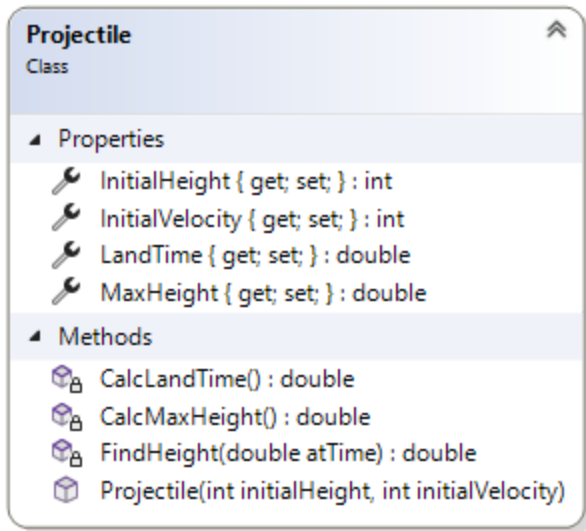 Projectile
Class
Properties
InitialHeight { get; set; } : int
InitialVelocity { get; set; } : int
LandTime { get; set; } : double
MaxHeight { get; set; } : double
Methods
CalcLandTime() : double
CalcMaxHeight() : double
FindHeight(double atTime) : double
Projectile(int initialHeight, int initialVelocity)